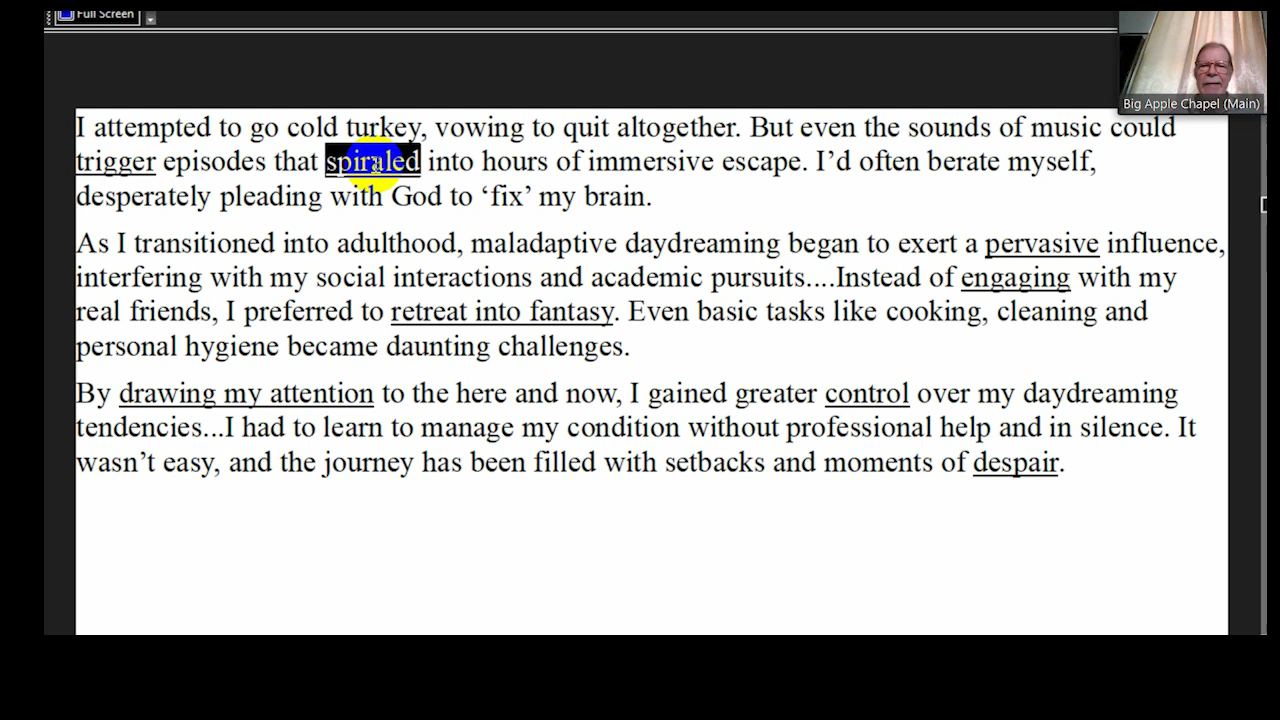 Full Screen
Big Apple Chapel (Main)
I attempted to go cold turkey, vowing to quit altogether. But even the sounds of music could
trigger episodes that spiraled into hours of immersive escape. I’d often berate myself,
desperately pleading with God to ‘fix’ my brain.
As I transitioned into adulthood, maladaptive daydreaming began to exert a pervasive influence,
interfering with my social interactions and academic pursuits....Instead of engaging with my
real friends, I preferred to retreat into fantasy. Even basic tasks like cooking, cleaning and
personal hygiene became daunting challenges.
By drawing my attention to the here and now, I gained greater control over my daydreaming
tendencies...I had to learn to manage my condition without professional help and in silence. It
wasn’t easy, and the journey has been filled with setbacks and moments of despair.